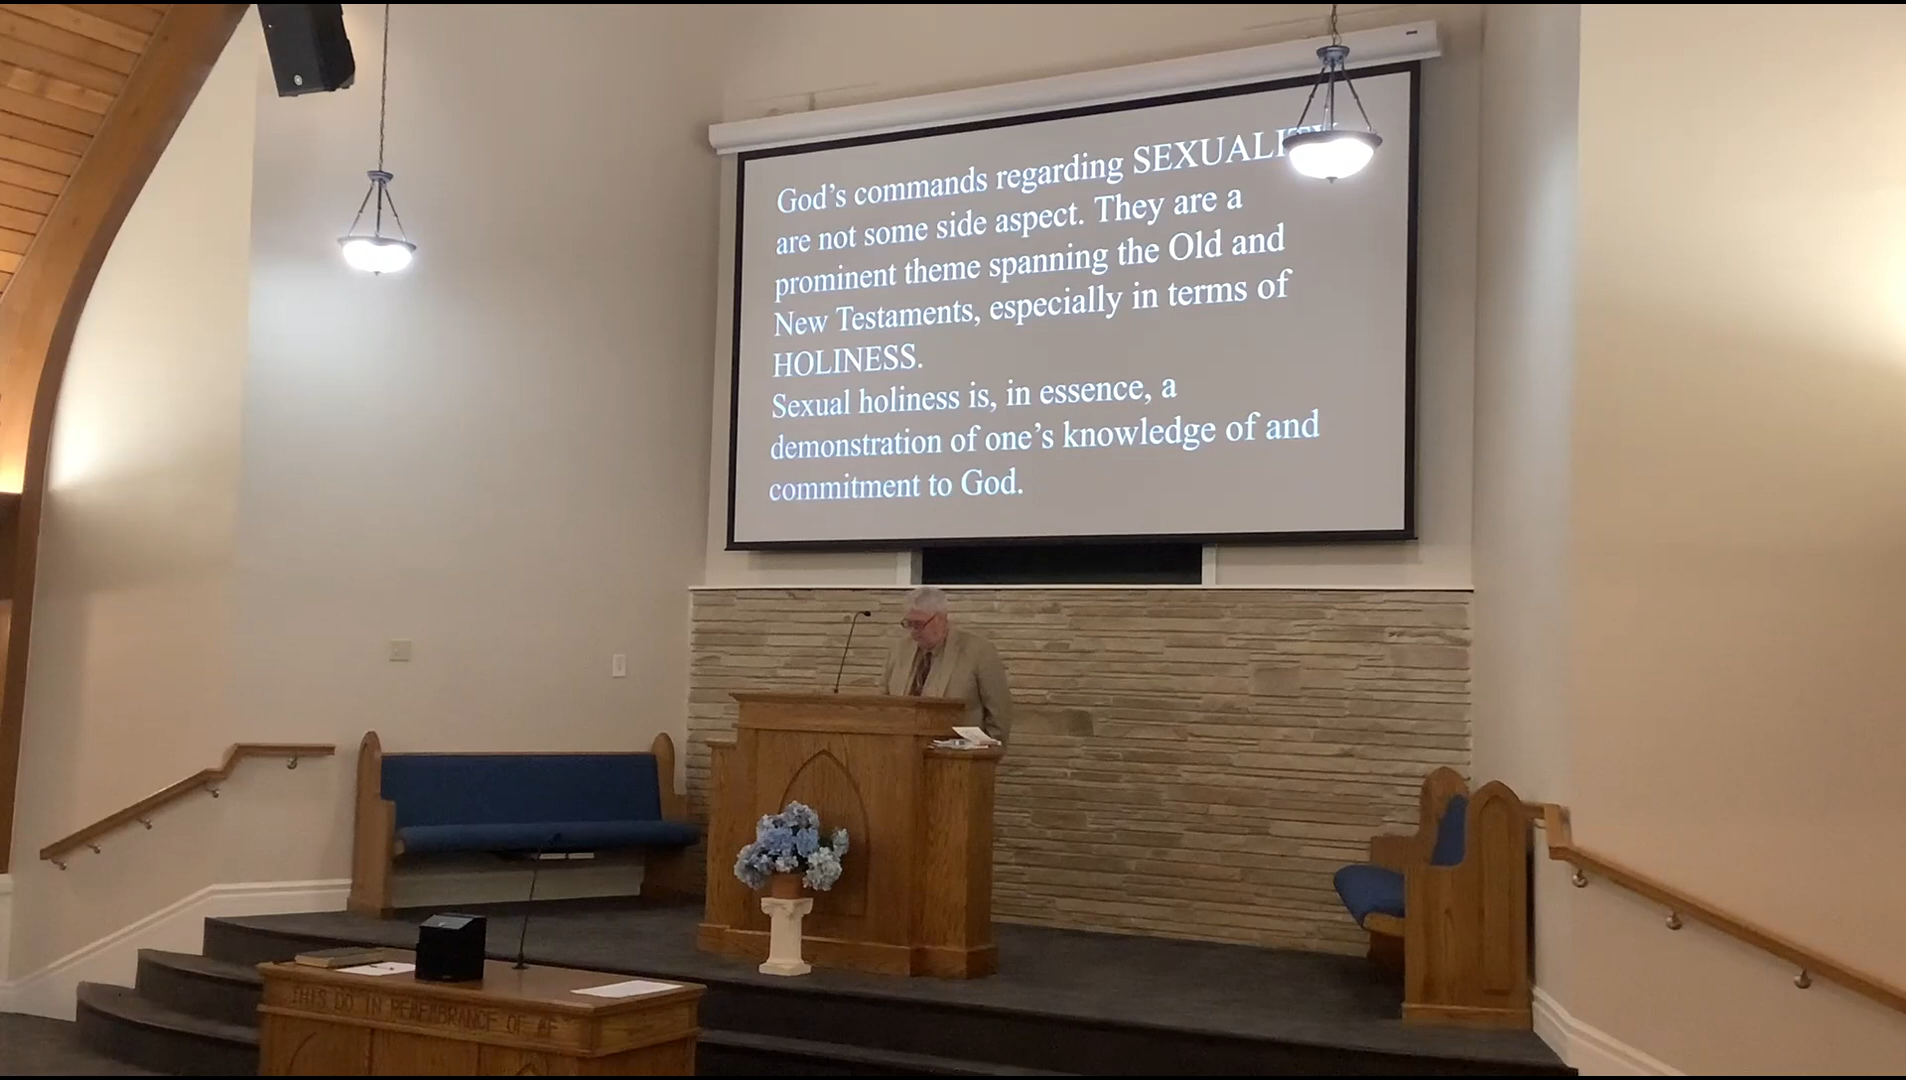 God's commands regarding SEXUALITY
are not some side aspect. They are a
prominent theme spanning the Old and
New Testaments, especially in terms of
HOLINESS.
Sexual holiness is, in essence, a
demonstration of one's knowledge of and
commitment to God.
THIS DO IN REMEMBRANCE OF ME